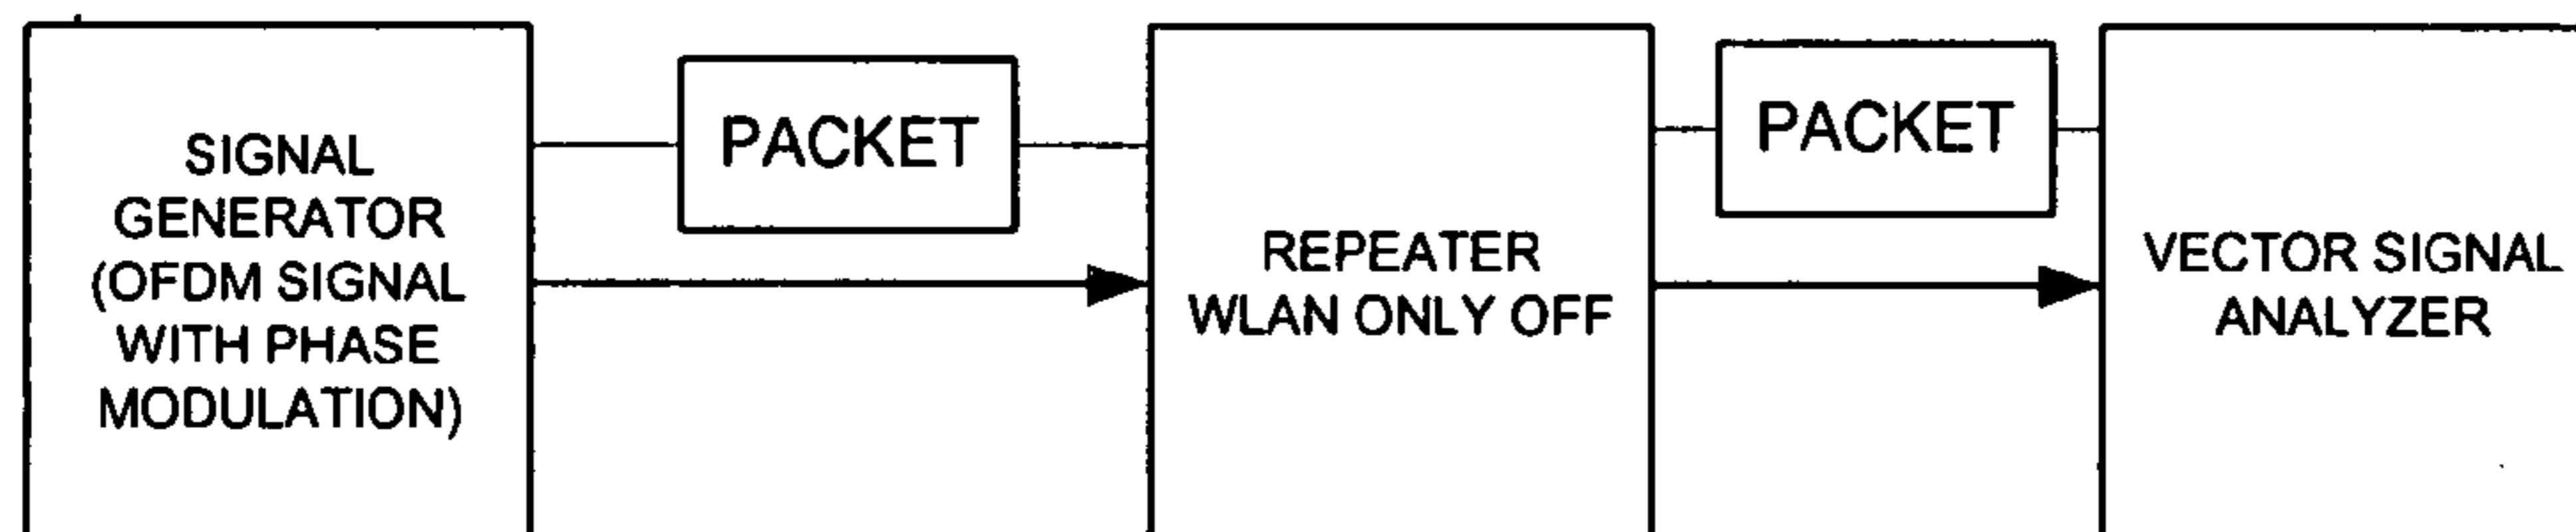 SIGNAL
GENERATOR
(OFDM SIGNAL
WITH PHASE
MODULATION)
PACKET
REPEATER
WLAN ONLY OFF
PACKET
VECTOR SIGNAL
ANALYZER